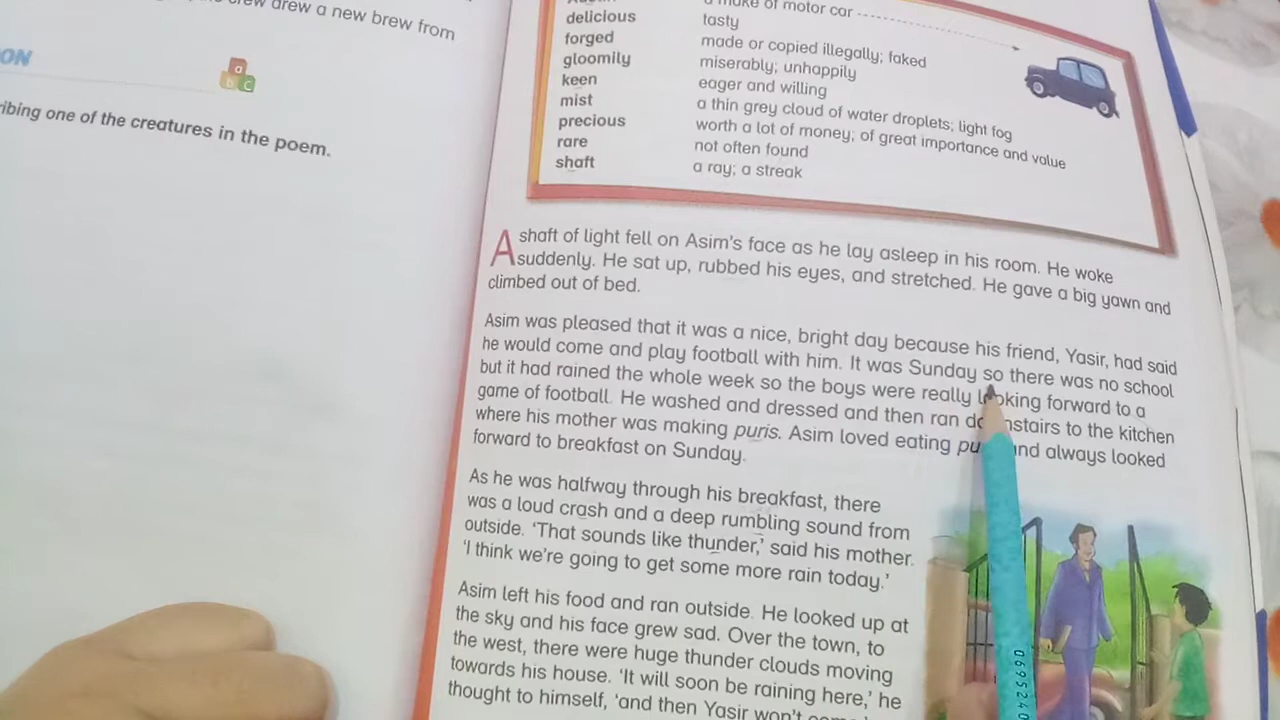 drew a new brew from
ON
ribing one of the creatures in the poem.
a make of motor car
delicious tasty
forged made or copied illegally; faked
gloomily miserably; unhappily
keen eager and willing
mist a thin grey cloud of water droplets; light fog
precious worth a lot of money; of great importance and value
rare not often found
shaft a ray; a streak
A shaft of light fell on Asim's face as he lay asleep in his room. He woke
suddenly. He sat up, rubbed his eyes, and stretched. He gave a big yawn and
climbed out of bed.
Asim was pleased that it was a nice, bright day because his friend, Yasir, had said
he would come and play football with him. It was Sunday so there was no school
but it had rained the whole week so the boys were really looking forward to a
game of football. He washed and dressed and then ran downstairs to the kitchen
where his mother was making puris. Asim loved eating pu and always looked
forward to breakfast on Sunday.
As he was halfway through his breakfast, there
was a loud crash and a deep rumbling sound from
outside. 'That sounds like thunder,' said his mother.
'I think we're going to get some more rain today.'
Asim left his food and ran outside. He looked up at
the sky and his face grew sad. Over the town, to
the west, there were huge thunder clouds moving
towards his house. 'It will soon be raining here,' he
thought to himself, 'and then Yasir won't
069524